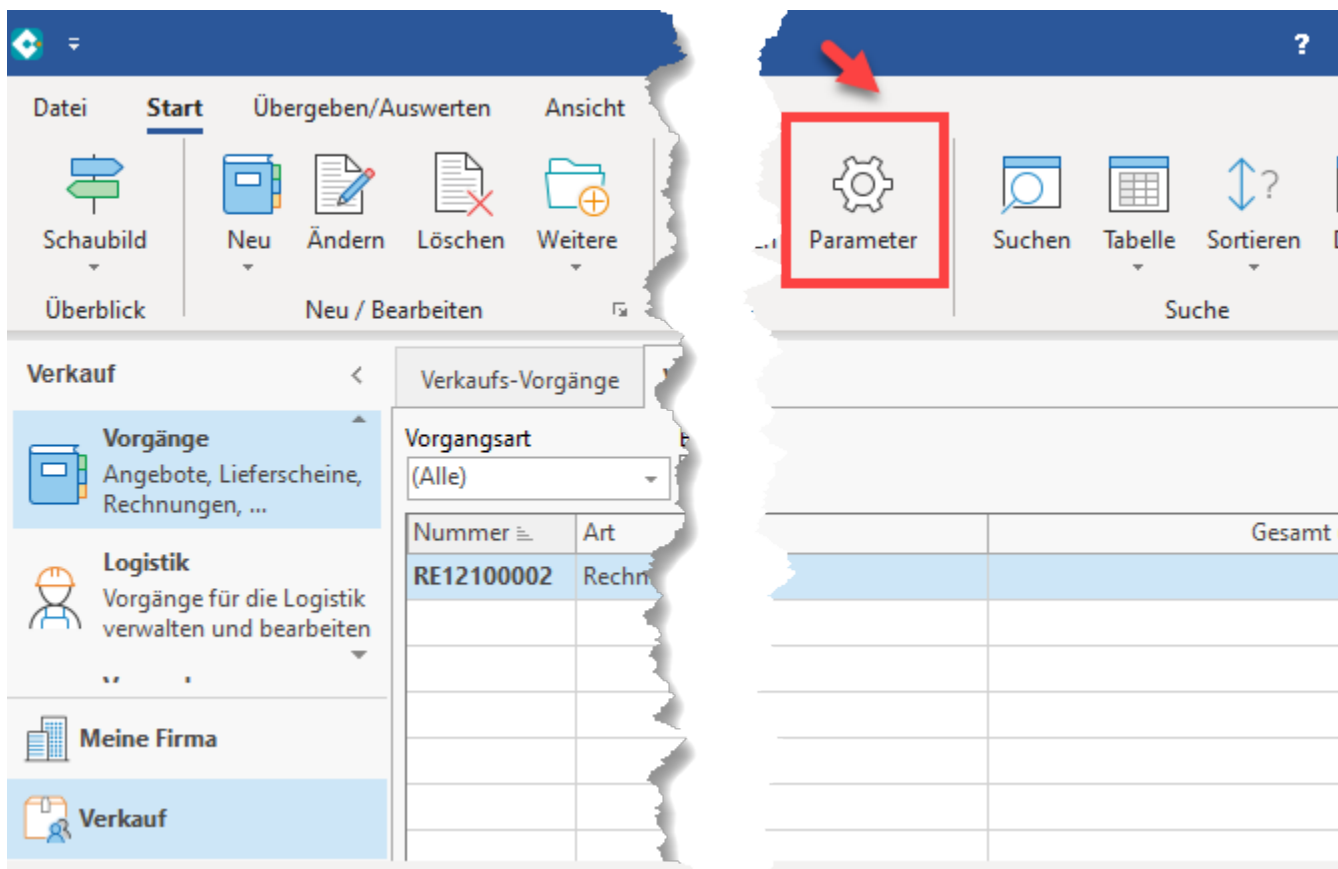 ?
Datei Start Übergeben/Auswerten Ansicht
Schaubild Neu Ändern Löschen Weitere Parameter Suchen Tabelle Sortieren ?
Überblick Neu / Bearbeiten Suche
Verkauf
Verkaufs-Vorgänge
Vorgänge
Angebote, Lieferscheine,
Rechnungen, ...
Logistik
Vorgänge für die Logistik
verwalten und bearbeiten
Meine Firma
Verkauf
Vorgangsart
(Alle)
Nummer Art Gesamt
RE12100002 Rechn